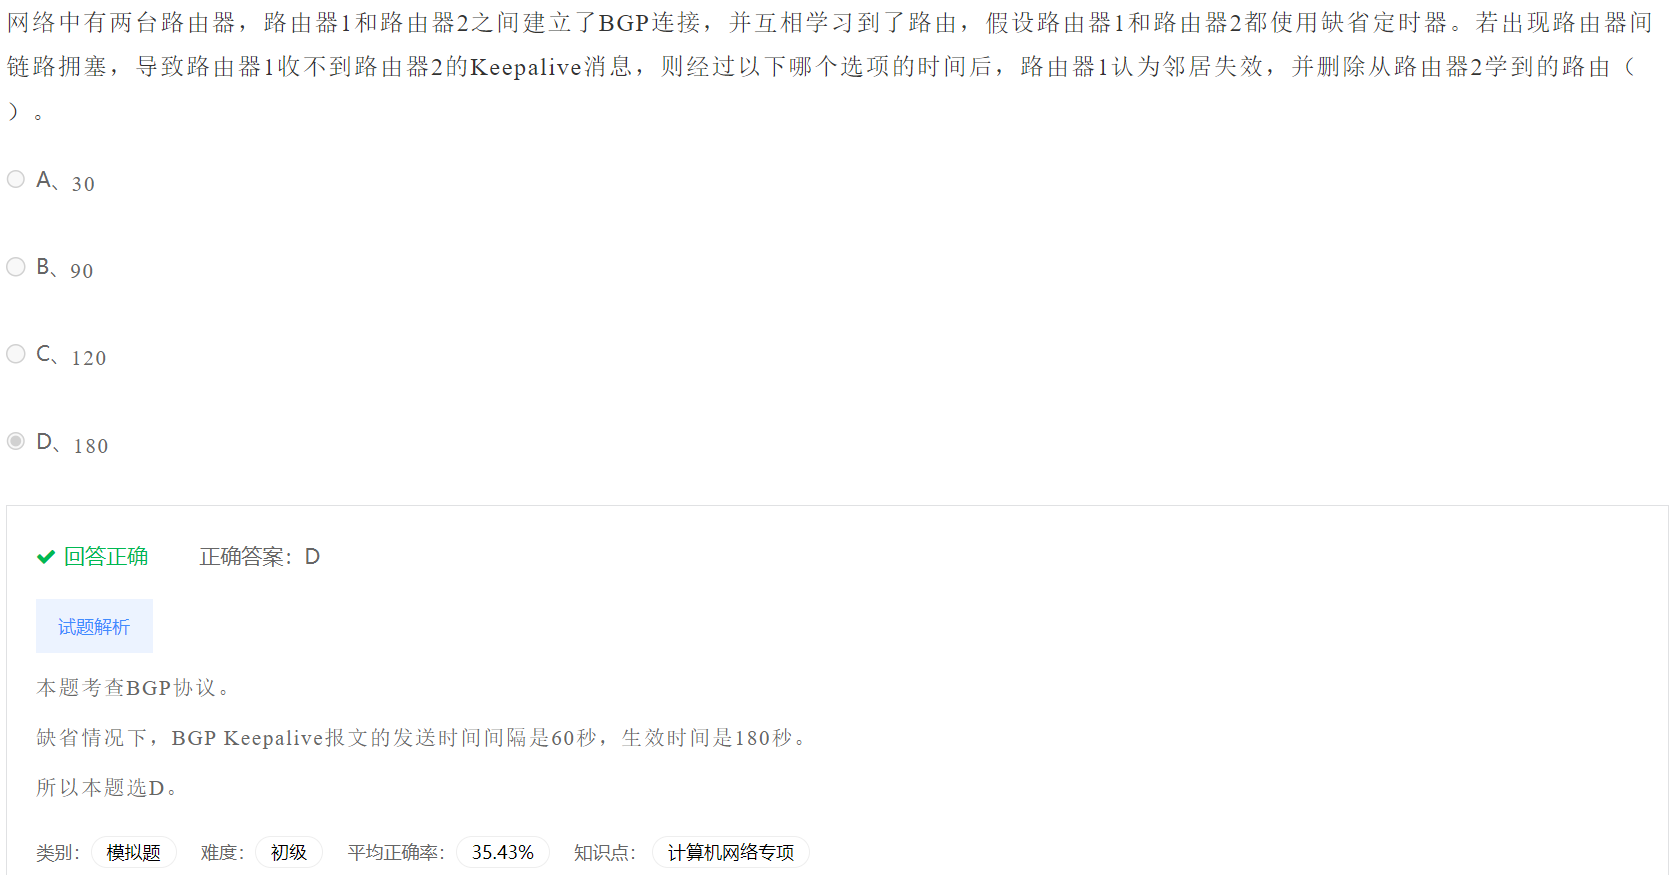 网络中有两台路由器，路由器1和路由器2之间建立了BGP连接，并互相学习到了路由，假设路由器1和路由器2都使用缺省定时器。若出现路由器间
链路拥塞，导致路由器1收不到路由器2的Keepalive消息，则经过以下哪个选项的时间后，路由器1认为邻居失效，并删除从路由器2学到的路由（
）。
A、30
B、90
C、120
D、180
回答正确 正确答案：D
试题解析
本题考查BGP协议。
缺省情况下，BGP Keepalive报文的发送时间间隔是60秒，生效时间是180秒。
所以本题选D。
类别： 模拟题 难度： 初级 平均正确率： 35.43% 知识点： 计算机网络专项